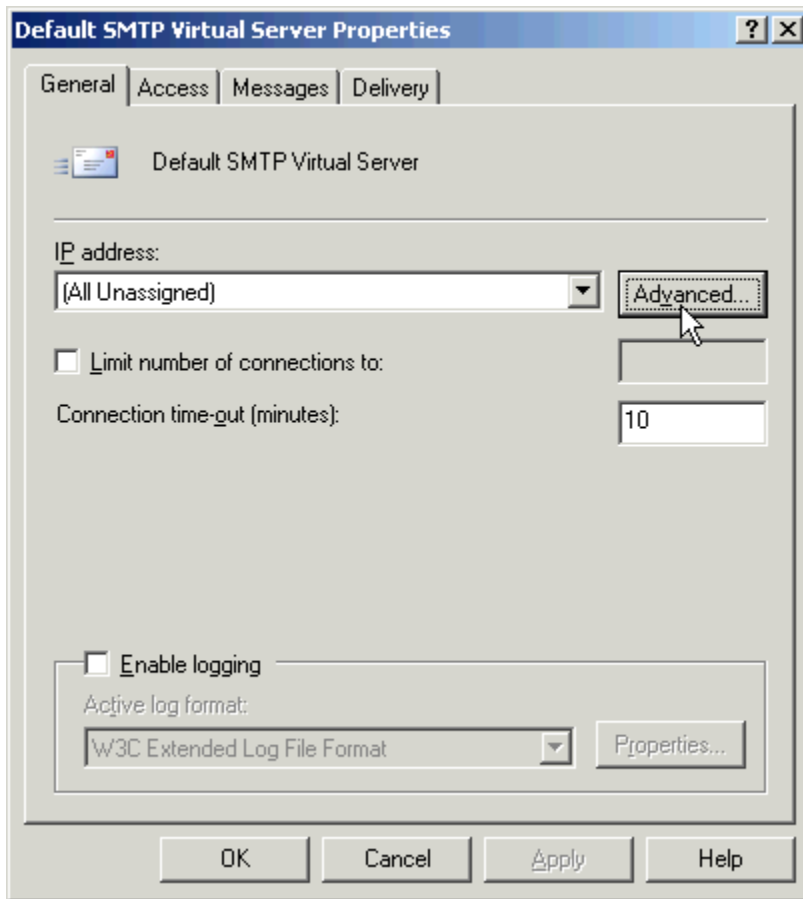 Default SMTP Virtual Server Properties
General Access Messages Delivery
Default SMTP Virtual Server
IP address:
(All Unassigned) Advanced...
Limit number of connections to:
Connection time-out (minutes): 10
Enable logging
Active log format:
W3C Extended Log File Format Properties...
OK Cancel Apply Help